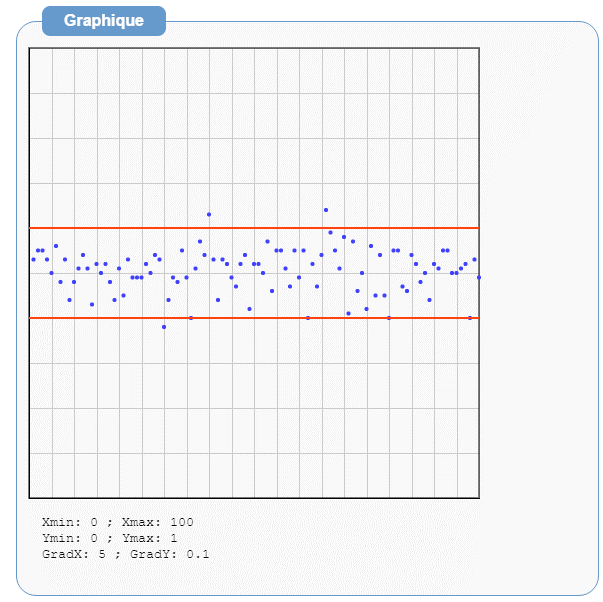 Graphique
Xmin: 0 ; Xmax: 100
Ymin: 0 ; Ymax: 1
GradX: 5 ; GradY: 0.1